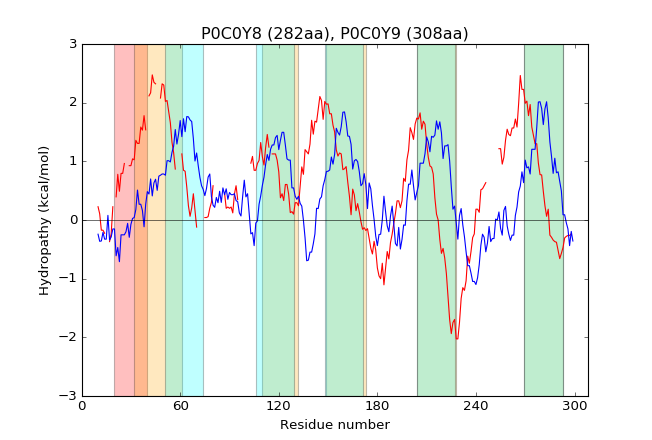 P0C0Y8 (282aa), P0C0Y9 (308aa)
3
2
1
0
−1
−2
−3
Hydropathy (kcal/mol)
0 60 120 180 240 300
Residue number